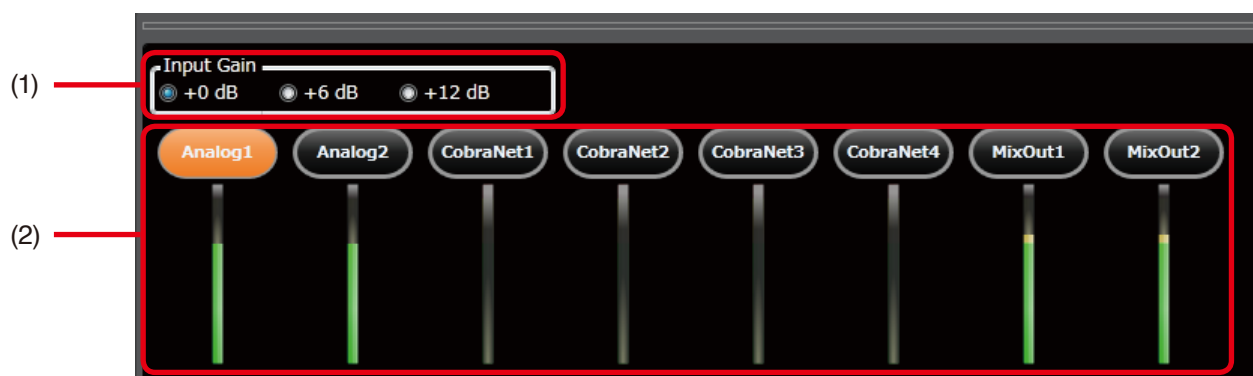 (1)
Input Gain
+0 dB +6 dB +12 dB
(2)
Analog1 Analog2 CobraNet1 CobraNet2 CobraNet3 CobraNet4 MixOut1 MixOut2